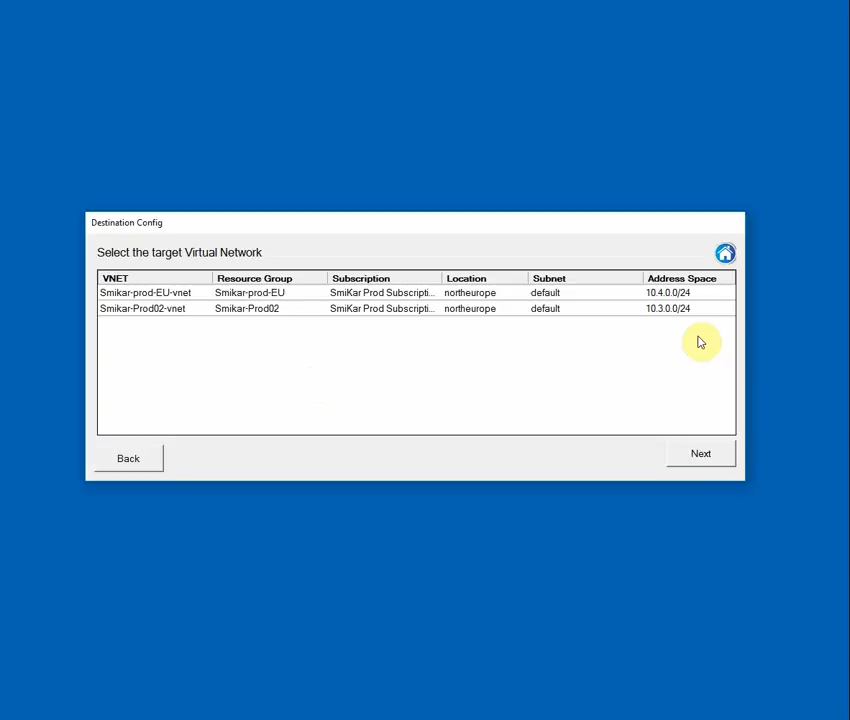 Destination Config
Select the target Virtual Network
VNET Resource Group Subscription Location Subnet Address Space
Smikar-prod-EU-vnet Smikar-prod-EU SmiKar Prod Subscripti... northeurope default 10.4.0.0/24
Smikar-Prod02-vnet Smikar-Prod02 SmiKar Prod Subscripti... northeurope default 10.3.0.0/24
Back Next